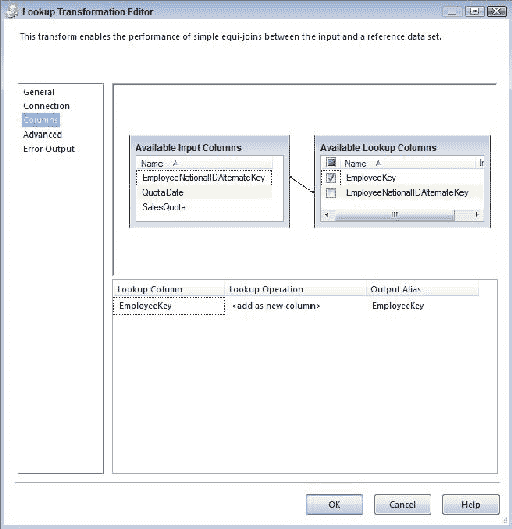 Lookup Transformation Editor
This transform enables the performance of simple equi-joins between the input and a reference data set.
General
Connection
Columns
Advanced
Error Output
Available Input Columns
Name
EmployeeNationalIDAlternateKey
QuotaDate
SalesQuota
Available Lookup Columns
Name In
EmployeeKey
EmployeeNationalIDAlternateKey
Lookup Column Lookup Operation Output Alias
EmployeeKey <add as new column> EmployeeKey
OK Cancel Help